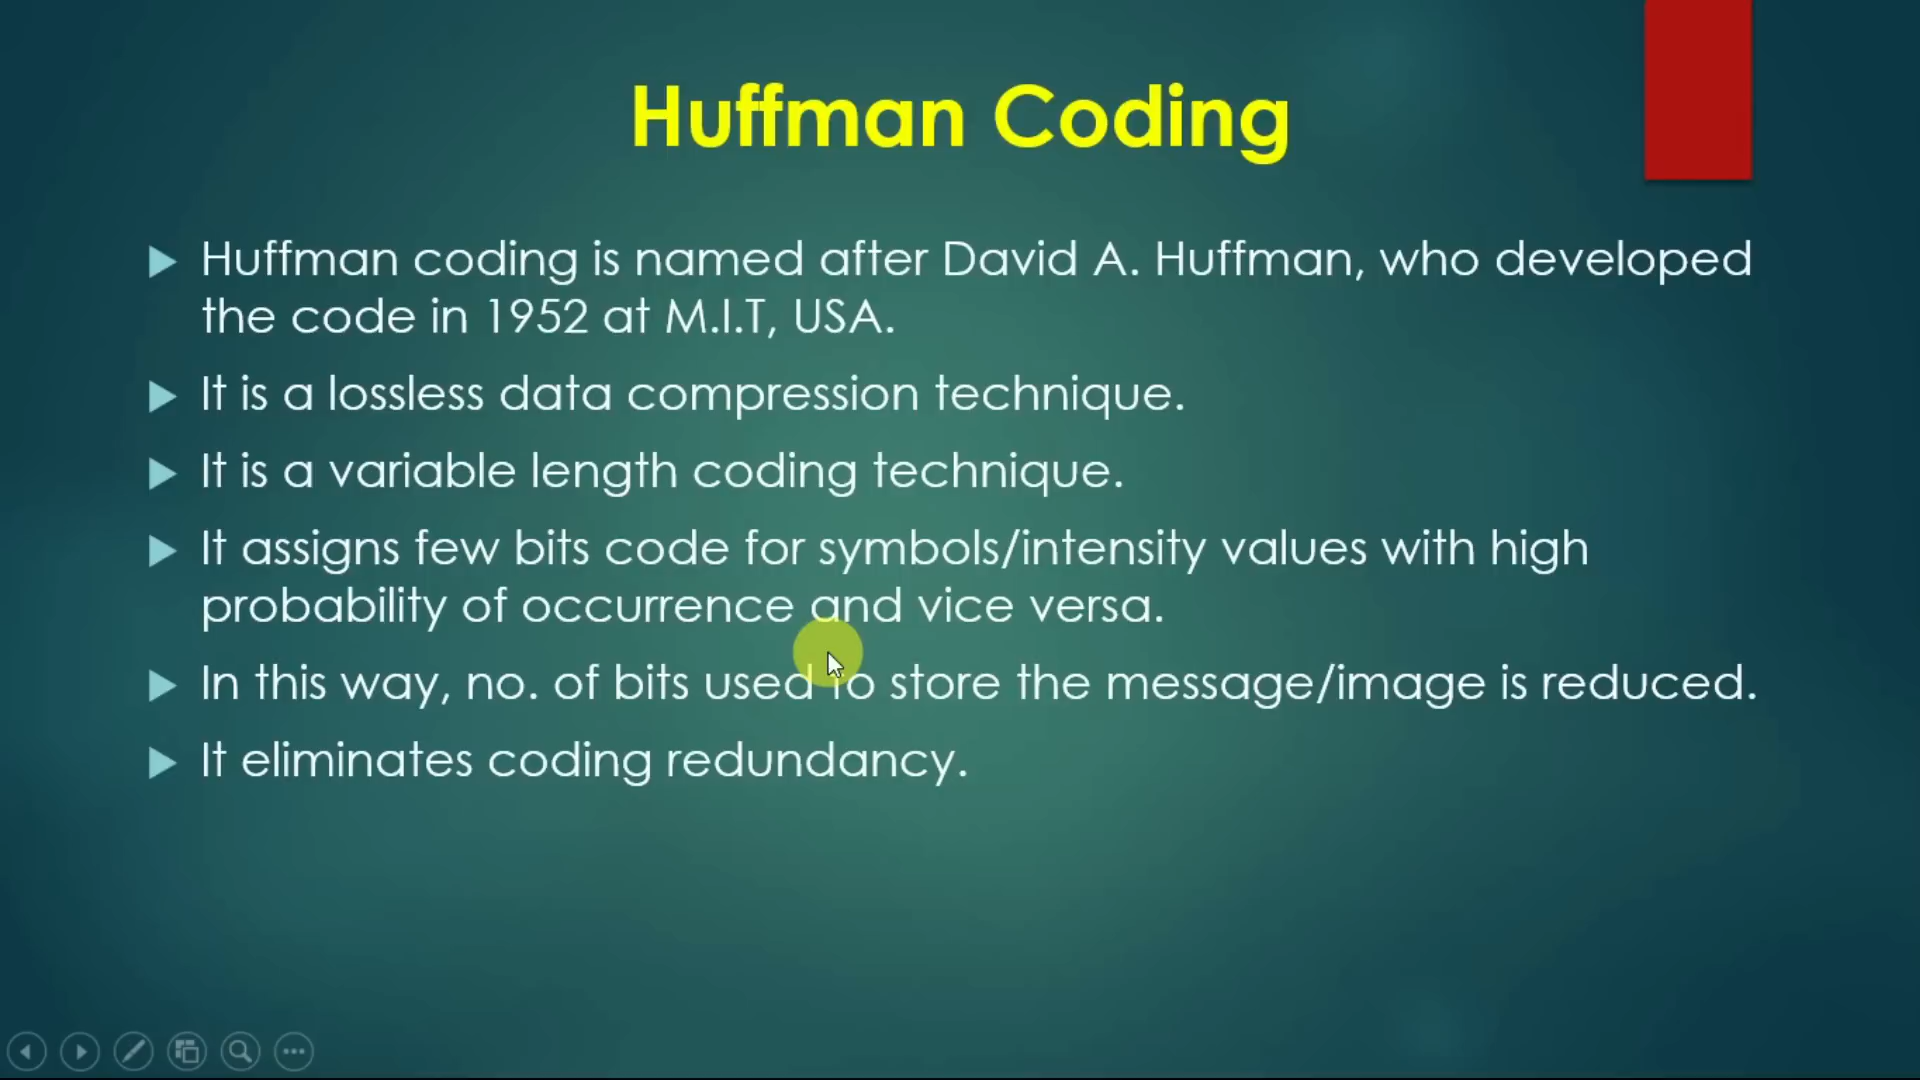 Huffman Coding
Huffman coding is named after David A. Huffman, who developed
the code in 1952 at M.I.T, USA.
It is a lossless data compression technique.
It is a variable length coding technique.
It assigns few bits code for symbols/intensity values with high
probability of occurrence and vice versa.
In this way, no. of bits used to store the message/image is reduced.
It eliminates coding redundancy.